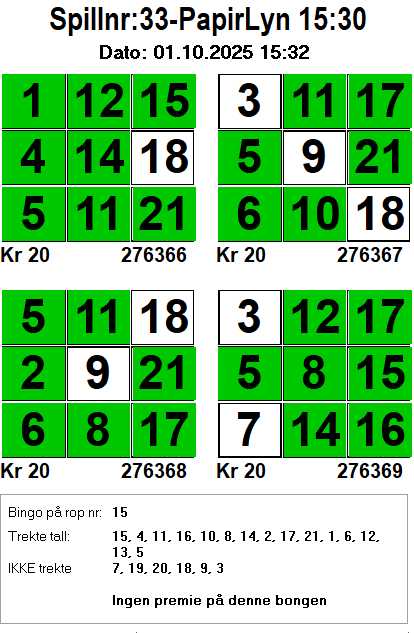 Spillnr:33-PapirLyn 15:30
Dato: 01.10.2025 15:32
1 12 15
4 14 18
5 11 21
Kr 20 276366
3 11 17
5 9 21
6 10 18
Kr 20 276367
5 11 18
2 9 21
6 8 17
Kr 20 276368
3 12 17
5 8 15
7 14 16
Kr 20 276369
Bingo på rop nr: 15
Trekte tall: 15, 4, 11, 16, 10, 8, 14, 2, 17, 21, 1, 6, 12,
13, 5
IKKE trekte 7, 19, 20, 18, 9, 3
Ingen premie på denne bongen